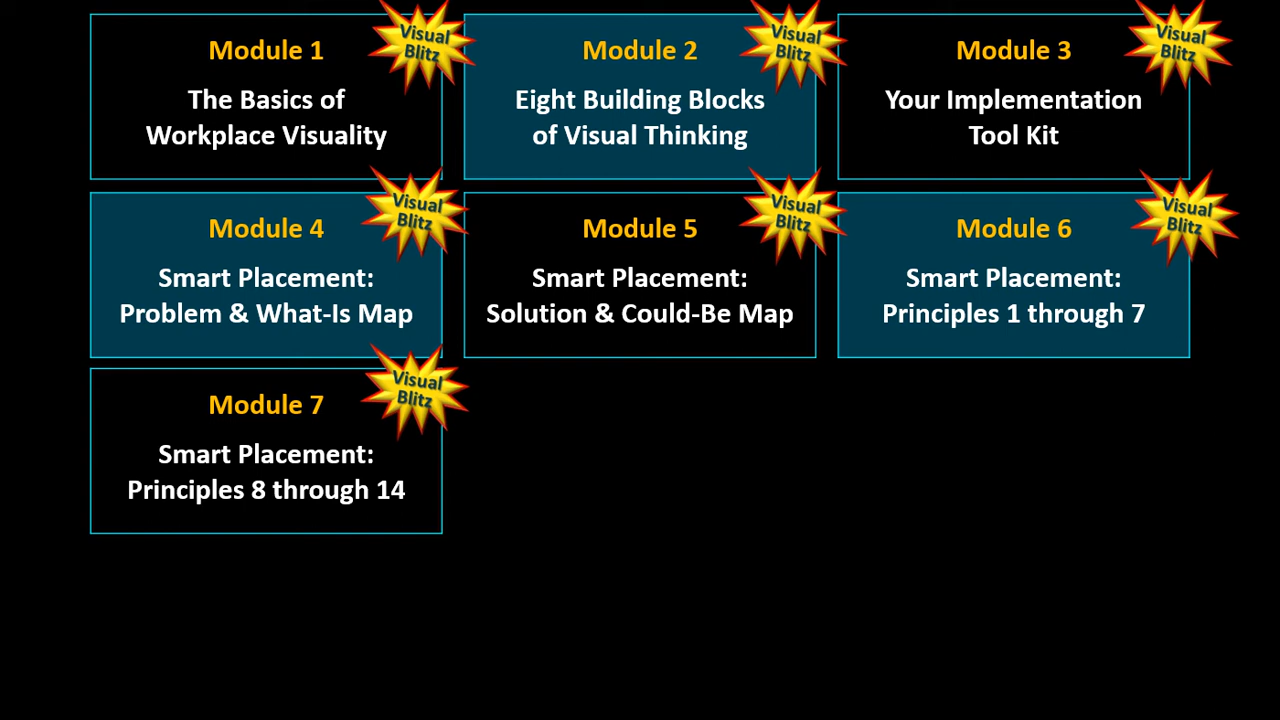 Module 1
The Basics of
Workplace Visuality
Visual
Blitz
Module 2
Eight Building Blocks
of Visual Thinking
Visual
Blitz
Module 3
Your Implementation
Tool Kit
Visual
Blitz
Module 4
Smart Placement:
Problem & What-Is Map
Visual
Blitz
Module 5
Smart Placement:
Solution & Could-Be Map
Visual
Blitz
Module 6
Smart Placement:
Principles 1 through 7
Visual
Blitz
Module 7
Smart Placement:
Principles 8 through 14
Visual
Blitz